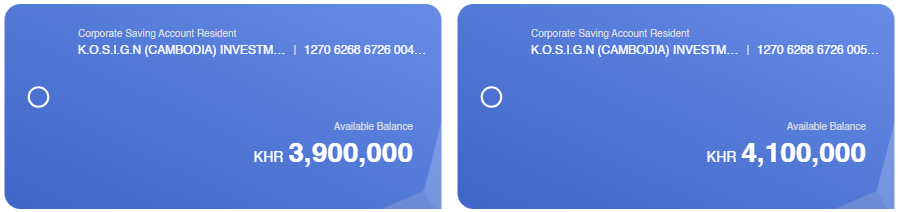 Corporate Saving Account Resident
K.O.S.I.G.N (CAMBODIA) INVESTM... | 1270 6268 6726 004...
Available Balance
KHR 3,900,000
Corporate Saving Account Resident
K.O.S.I.G.N (CAMBODIA) INVESTM... | 1270 6268 6726 005...
Available Balance
KHR 4,100,000